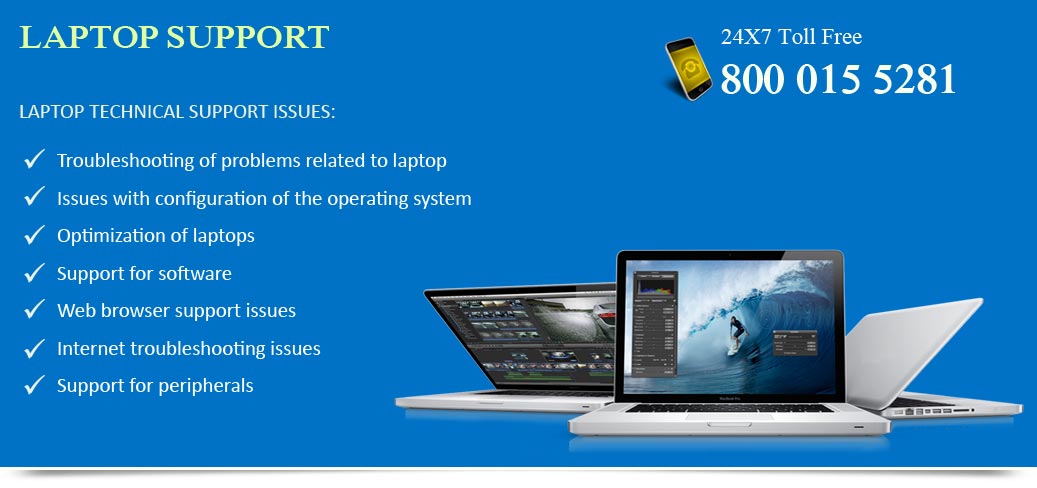 LAPTOP SUPPORT
24X7 Toll Free
800 015 5281
LAPTOP TECHNICAL SUPPORT ISSUES:
Troubleshooting of problems related to laptop
Issues with configuration of the operating system
Optimization of laptops
Support for software
Web browser support issues
Internet troubleshooting issues
Support for peripherals
MacBook Pro